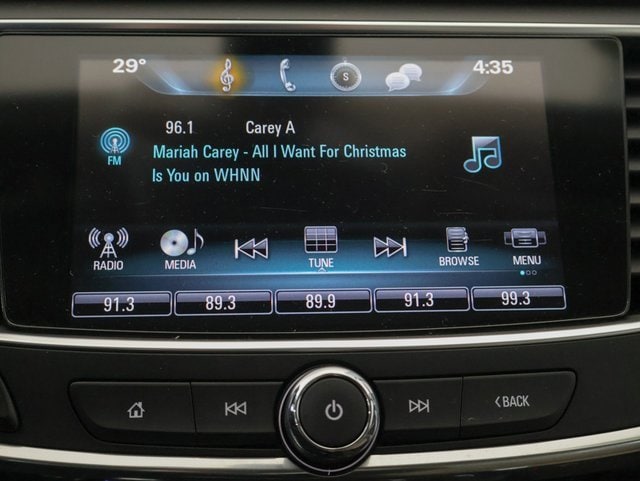 29° S 4:35
96.1 Carey A
FM
Mariah Carey - All I Want For Christmas
Is You on WHNN
RADIO MEDIA TUNE BROWSE MENU
91.3 89.3 89.9 91.3 99.3
BACK